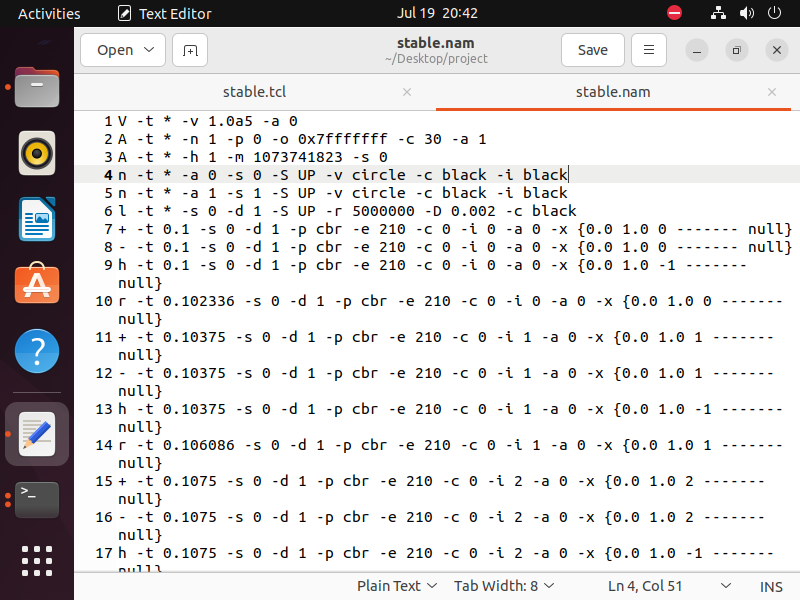 Activities
Text Editor
Jul 19 20:42
Open
stable.nam
~/Desktop/project
Save
stable.tcl
stable.nam
1 V -t * -v 1.0a5 -a 0
2 A -t * -n 1 -p 0 -o 0x7fffffff -c 30 -a 1
3 A -t * -h 1 -m 1073741823 -s 0
4 n -t * -a 0 -s 0 -S UP -v circle -c black -i black
5 n -t * -a 1 -s 1 -S UP -v circle -c black -i black
6 l -t * -s 0 -d 1 -S UP -r 5000000 -D 0.002 -c black
7 + -t 0.1 -s 0 -d 1 -p cbr -e 210 -c 0 -i 0 -a 0 -x {0.0 1.0 0 ------- null}
8 - -t 0.1 -s 0 -d 1 -p cbr -e 210 -c 0 -i 0 -a 0 -x {0.0 1.0 0 ------- null}
9 h -t 0.1 -s 0 -d 1 -p cbr -e 210 -c 0 -i 0 -a 0 -x {0.0 1.0 -1 -------
null}
10 r -t 0.102336 -s 0 -d 1 -p cbr -e 210 -c 0 -i 0 -a 0 -x {0.0 1.0 0 -------
null}
11 + -t 0.10375 -s 0 -d 1 -p cbr -e 210 -c 0 -i 1 -a 0 -x {0.0 1.0 1 -------
null}
12 - -t 0.10375 -s 0 -d 1 -p cbr -e 210 -c 0 -i 1 -a 0 -x {0.0 1.0 1 -------
null}
13 h -t 0.10375 -s 0 -d 1 -p cbr -e 210 -c 0 -i 1 -a 0 -x {0.0 1.0 -1 -------
null}
14 r -t 0.106086 -s 0 -d 1 -p cbr -e 210 -c 0 -i 1 -a 0 -x {0.0 1.0 1 -------
null}
15 + -t 0.1075 -s 0 -d 1 -p cbr -e 210 -c 0 -i 2 -a 0 -x {0.0 1.0 2 -------
null}
16 - -t 0.1075 -s 0 -d 1 -p cbr -e 210 -c 0 -i 2 -a 0 -x {0.0 1.0 2 -------
null}
17 h -t 0.1075 -s 0 -d 1 -p cbr -e 210 -c 0 -i 2 -a 0 -x {0.0 1.0 -1 -------
null}
Plain Text
Tab Width: 8
Ln 4, Col 51
INS